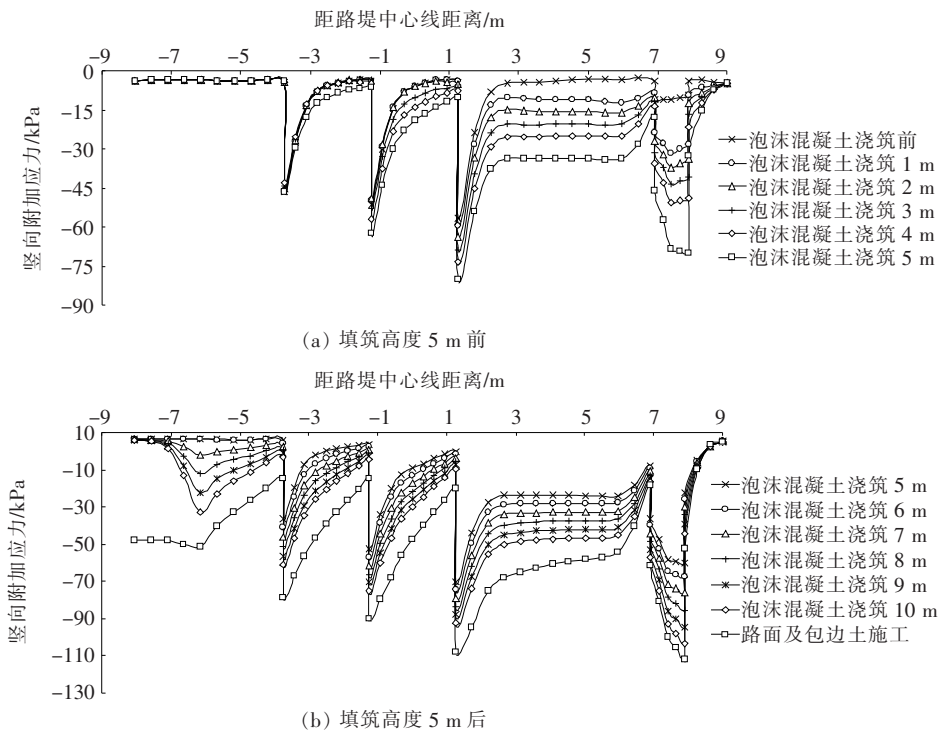 距路堤中心线距离/m
−9 −7 −5 −3 −1 1 3 5 7 9
0
−15
−30
−45
−60
−75
−90
竖向附加应力/kPa
泡沫混凝土浇筑前
泡沫混凝土浇筑 1 m
泡沫混凝土浇筑 2 m
泡沫混凝土浇筑 3 m
泡沫混凝土浇筑 4 m
泡沫混凝土浇筑 5 m
(a) 填筑高度 5 m 前
距路堤中心线距离/m
−9 −7 −5 −3 −1 1 3 5 7 9
10
−10
−30
−50
−70
−90
−110
−130
竖向附加应力/kPa
泡沫混凝土浇筑 5 m
泡沫混凝土浇筑 6 m
泡沫混凝土浇筑 7 m
泡沫混凝土浇筑 8 m
泡沫混凝土浇筑 9 m
泡沫混凝土浇筑 10 m
路面及包边土施工
(b) 填筑高度 5 m 后